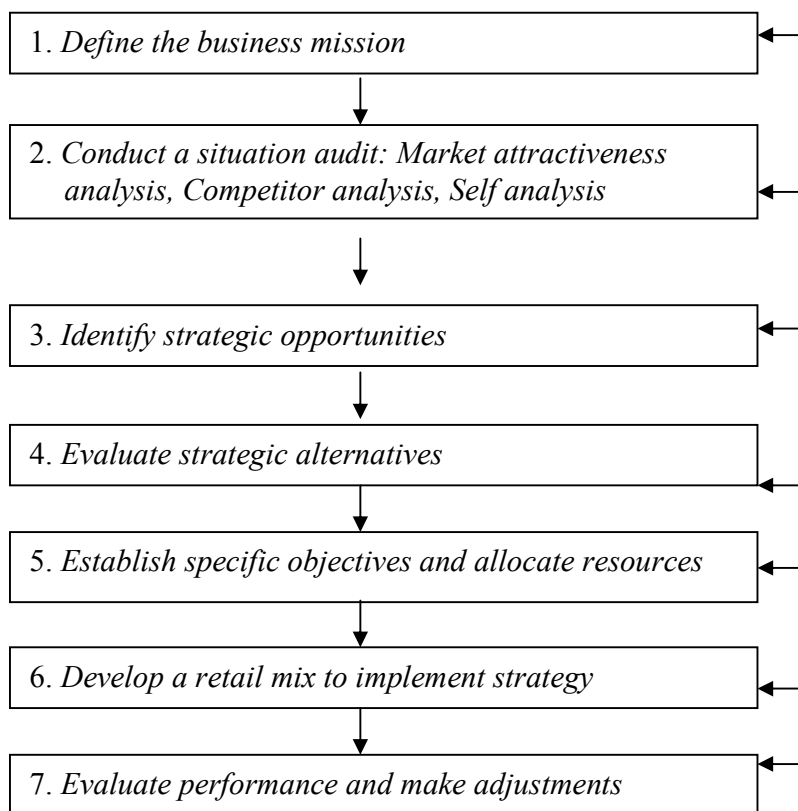 1. Define the business mission
2. Conduct a situation audit: Market attractiveness
analysis, Competitor analysis, Self analysis
3. Identify strategic opportunities
4. Evaluate strategic alternatives
5. Establish specific objectives and allocate resources
6. Develop a retail mix to implement strategy
7. Evaluate performance and make adjustments